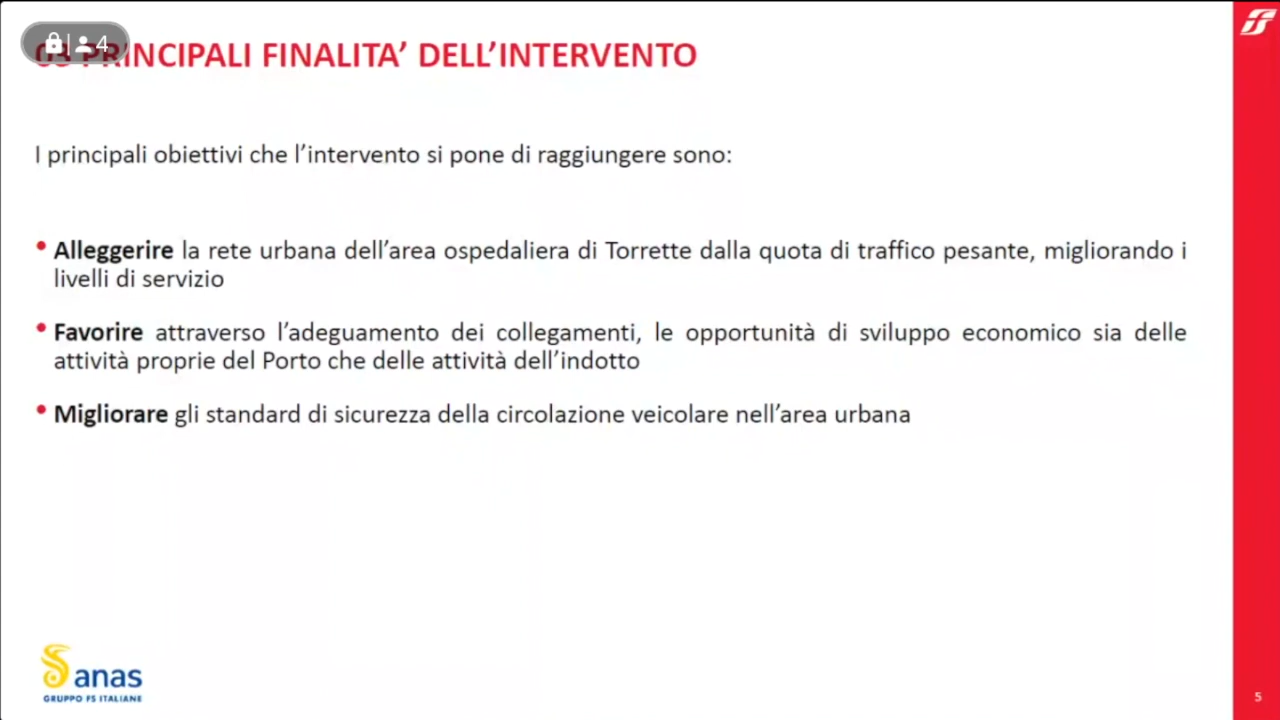 4
PRINCIPALI FINALITA’ DELL’INTERVENTO
I principali obiettivi che l’intervento si pone di raggiungere sono:
• Alleggerire la rete urbana dell’area ospedaliera di Torrette dalla quota di traffico pesante, migliorando i
livelli di servizio
• Favorire attraverso l’adeguamento dei collegamenti, le opportunità di sviluppo economico sia delle
attività proprie del Porto che delle attività dell’indotto
• Migliorare gli standard di sicurezza della circolazione veicolare nell’area urbana
anas
GRUPPO FS ITALIANE
5